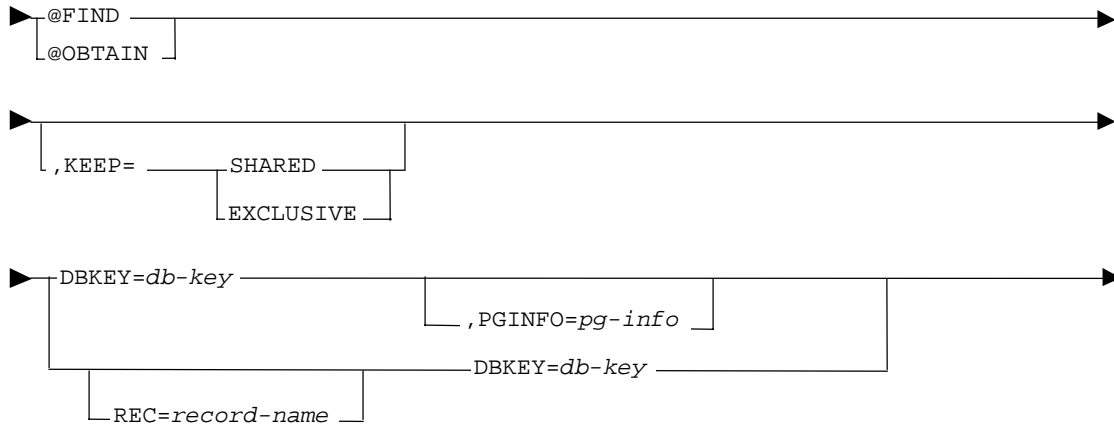 @FIND
@OBTAIN
,KEEP= SHARED
EXCLUSIVE
DBKEY=db-key
,PGINFO=pg-info
DBKEY=db-key
REC=record-name